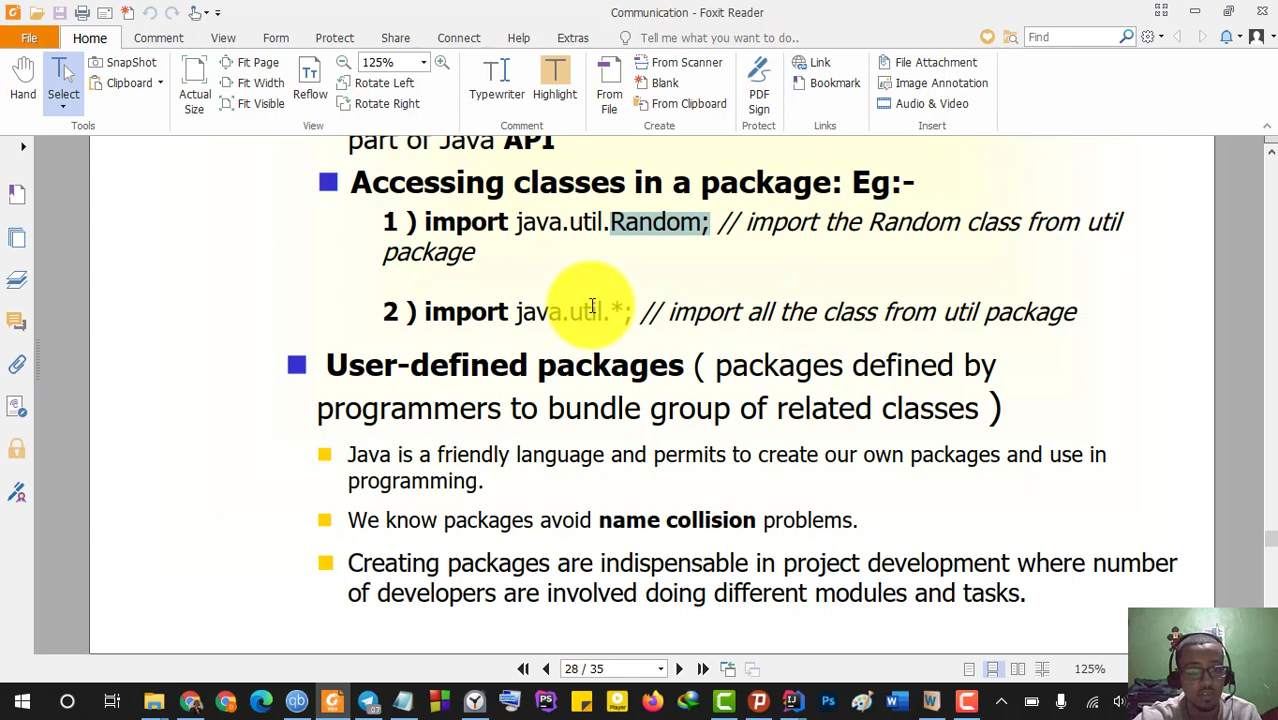 Communication - Foxit Reader
File Home Comment View Form Protect Share Connect Help Tell me what you want to do.. Find
Hand
Select
SnapShot
Clipboard
Tools
Actual Size
Fit Page
Fit Width
Fit Visible
Reflow
125%
Rotate Left
Rotate Right
View
Typewriter
Highlight
Comment
From File
From Scanner
Blank
From Clipboard
Create
PDF Sign
Protect
Link
Bookmark
Links
File Attachment
Image Annotation
Audio & Video
Insert
part of Java API
Accessing classes in a package: Eg:-
1 ) import java.util.Random; // import the Random class from util
package
2 ) import java.util.*; // import all the class from util package
User-defined packages ( packages defined by
programmers to bundle group of related classes )
Java is a friendly language and permits to create our own packages and use in
programming.
We know packages avoid name collision problems.
Creating packages are indispensable in project development where number
of developers are involved doing different modules and tasks.
28 / 35
125%